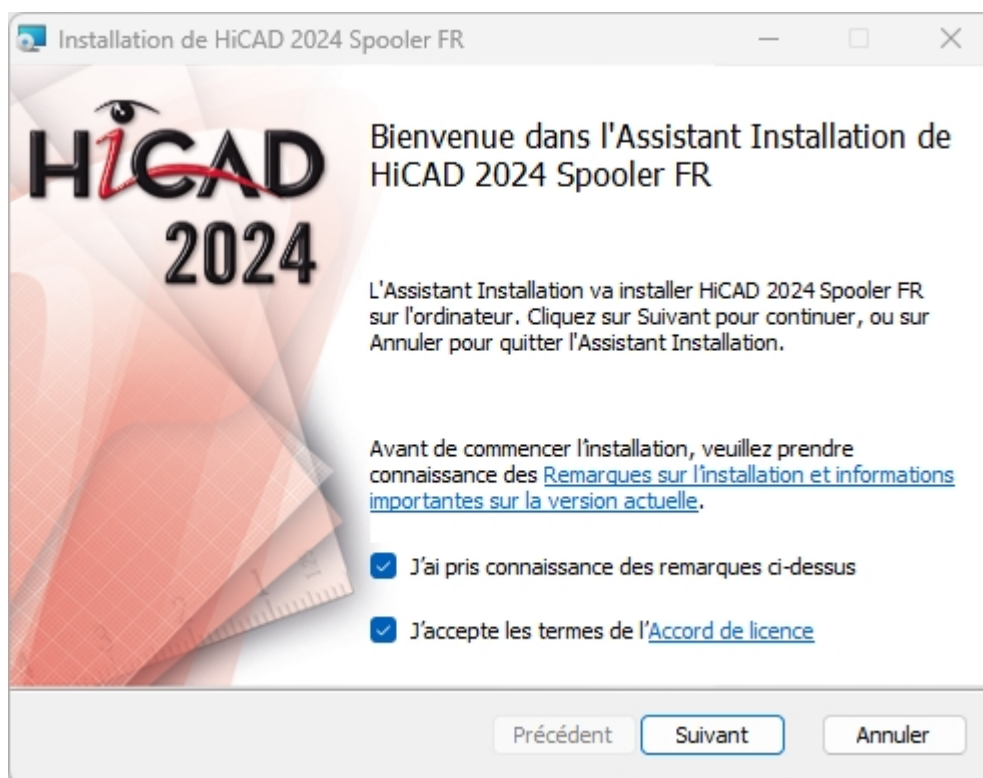 Installation de HiCAD 2024 Spooler FR
HiCAD
2024
Bienvenue dans l'Assistant Installation de
HiCAD 2024 Spooler FR
L'Assistant Installation va installer HiCAD 2024 Spooler FR
sur l'ordinateur. Cliquez sur Suivant pour continuer, ou sur
Annuler pour quitter l'Assistant Installation.
Avant de commencer l’installation, veuillez prendre
connaissance des Remarques sur l’installation et informations
importantes sur la version actuelle.
J’ai pris connaissance des remarques ci-dessus
J’accepte les termes de l’Accord de licence
Précédent
Suivant
Annuler